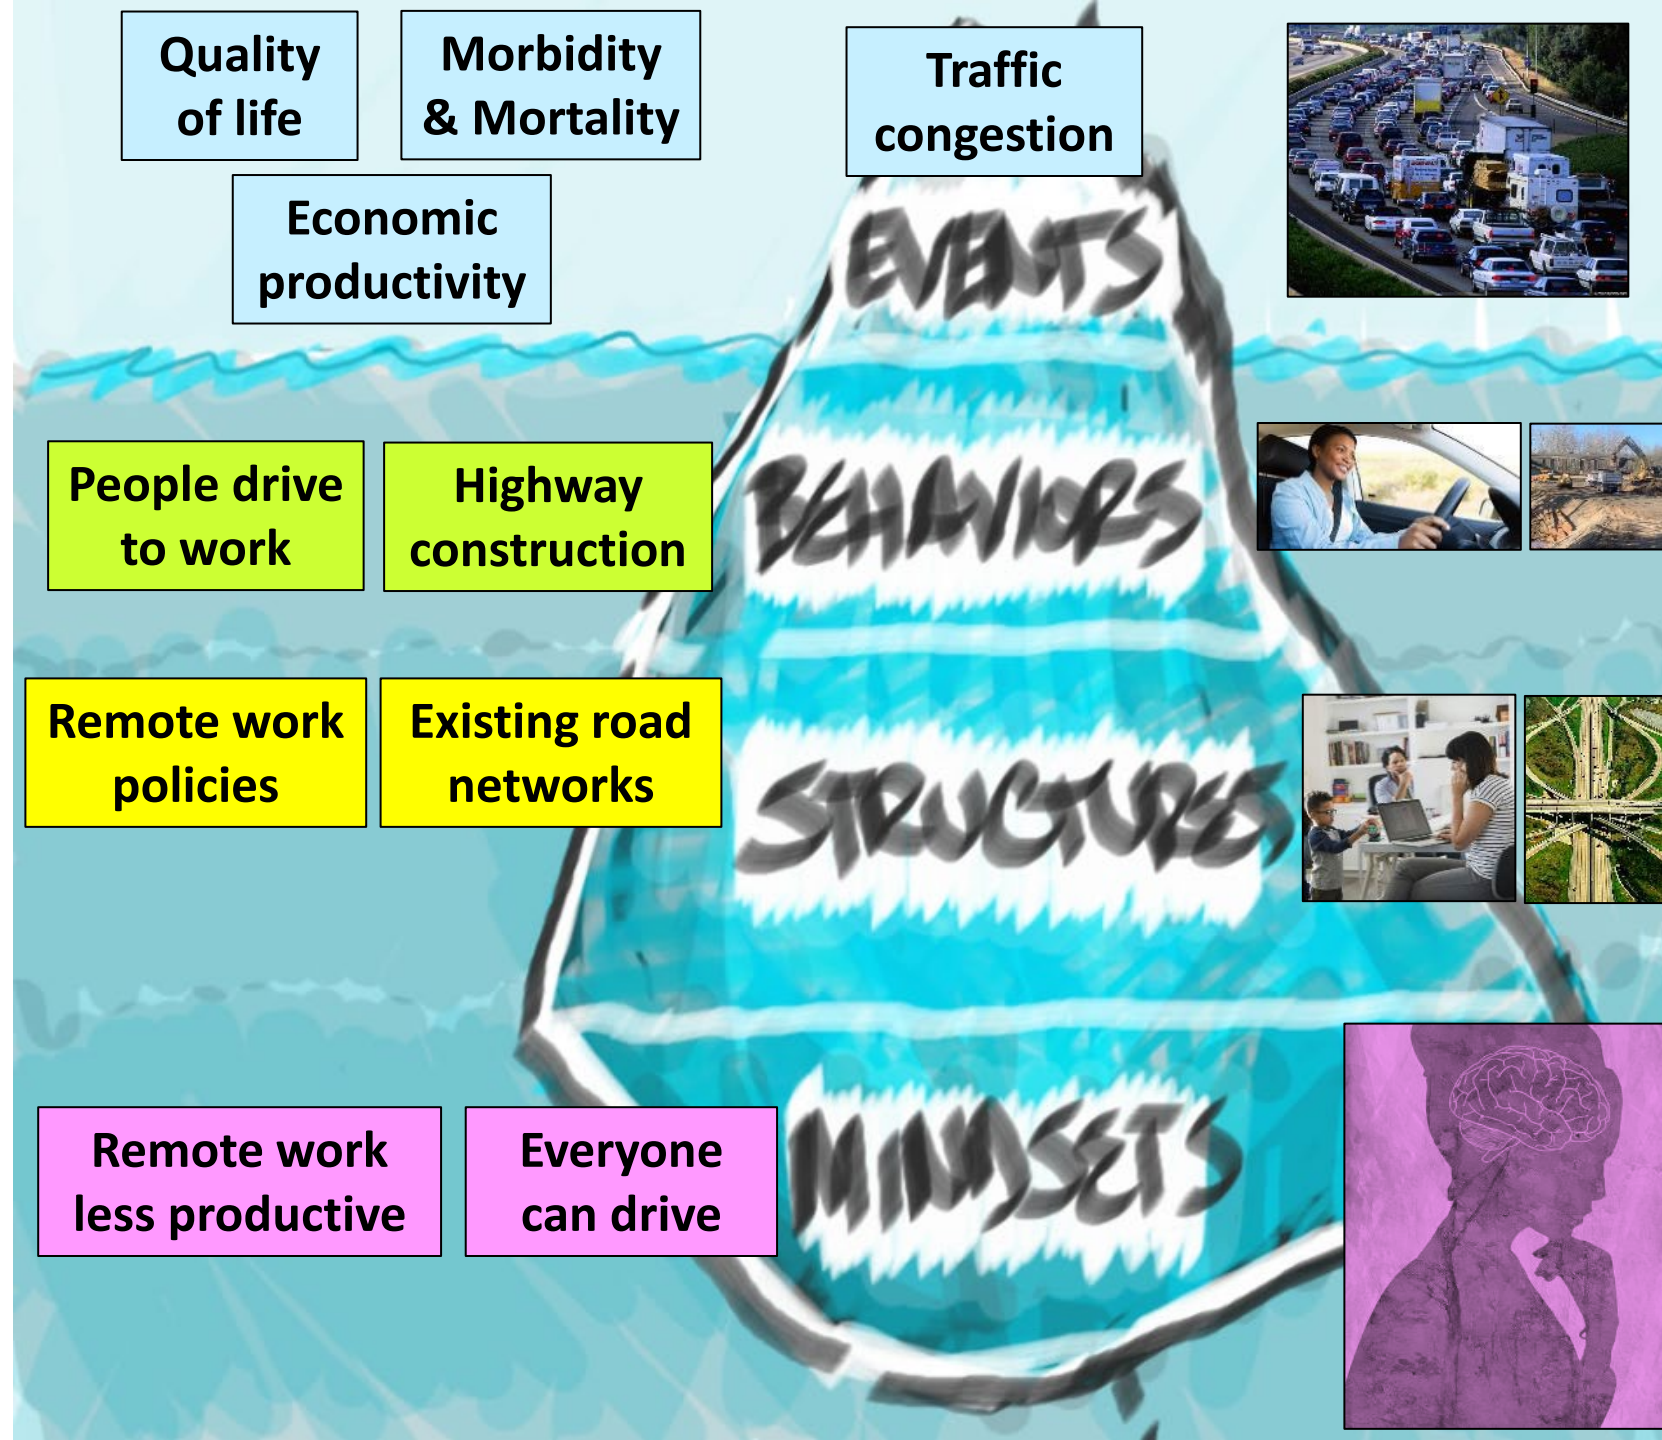 Quality
of life
Morbidity
& Mortality
Traffic
congestion
Economic
productivity
EVENTS
People drive
to work
Highway
construction
BEHAVIORS
Remote work
policies
Existing road
networks
STRUCTURES
Remote work
less productive
Everyone
can drive
MINDSETS